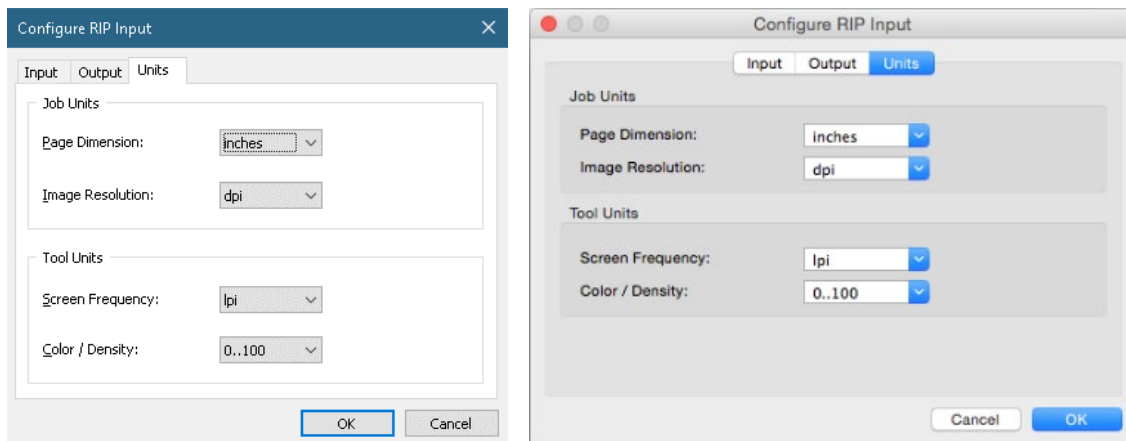 Configure RIP Input
Input Output Units
Job Units
Page Dimension: inches
Image Resolution: dpi
Tool Units
Screen Frequency: lpi
Color / Density: 0..100
OK Cancel
Configure RIP Input
Input Output Units
Job Units
Page Dimension: inches
Image Resolution: dpi
Tool Units
Screen Frequency: lpi
Color / Density: 0..100
Cancel OK